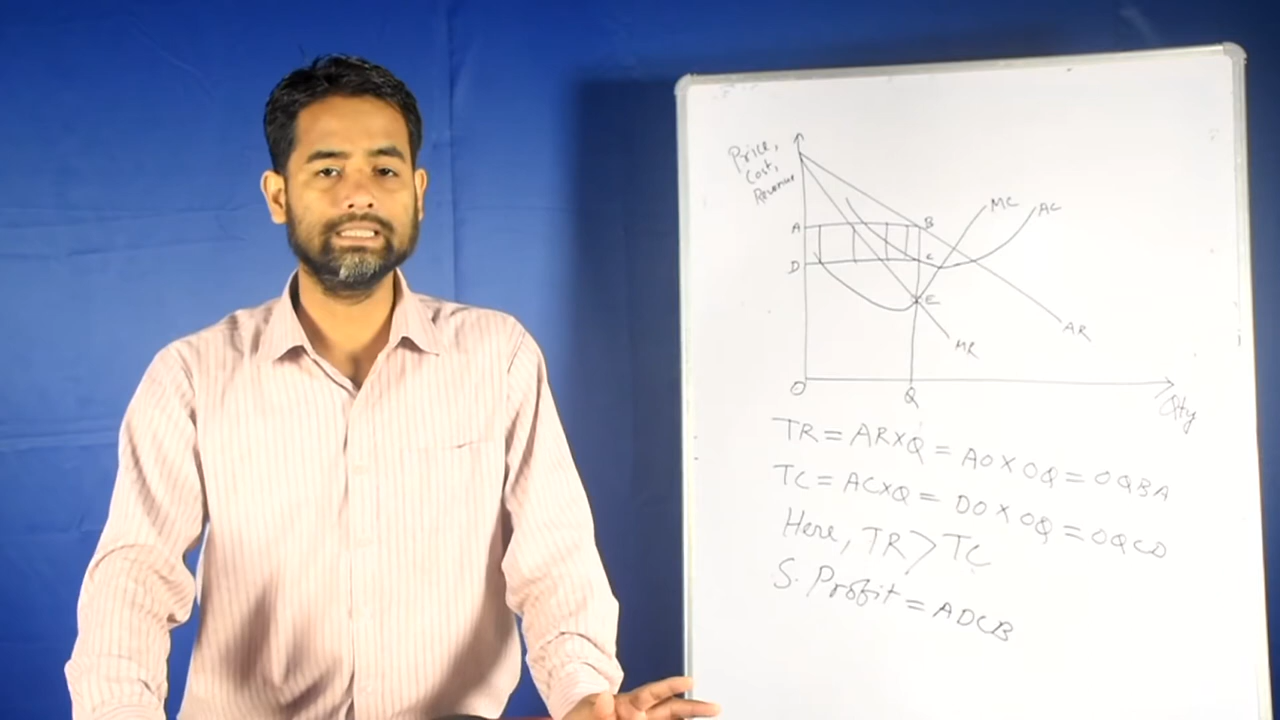 Price,
Cost,
Revenue
MC
AC
A
B
D
C
E
MR
AR
O
Q
Qty
TR = AR×Q = AO × OQ = OQBA
TC = AC×Q = DO × OQ = OQCD
Here, TR > TC
S. Profit = ADCB